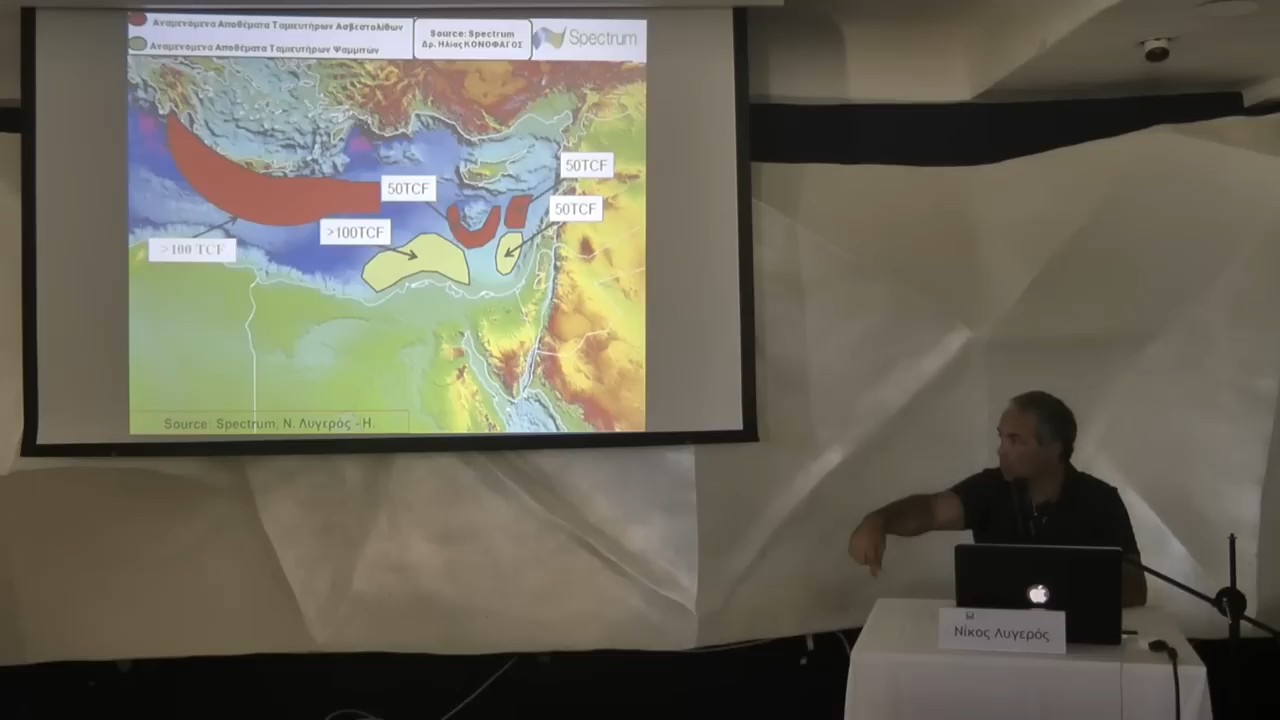 Αναμενόμενα Αποθέματα Ταμιευτήρων Ασβεστολίθων
Αναμενόμενα Αποθέματα Ταμιευτήρων Ψαμμιτών
Source: Spectrum
Δρ. Ηλίας ΚΟΝΟΦΑΓΟΣ
Spectrum
50TCF
50TCF
50TCF
>100TCF
>100 TCF
Source: Spectrum, Ν. Λυγερός - Η.
Νίκος Λυγερός